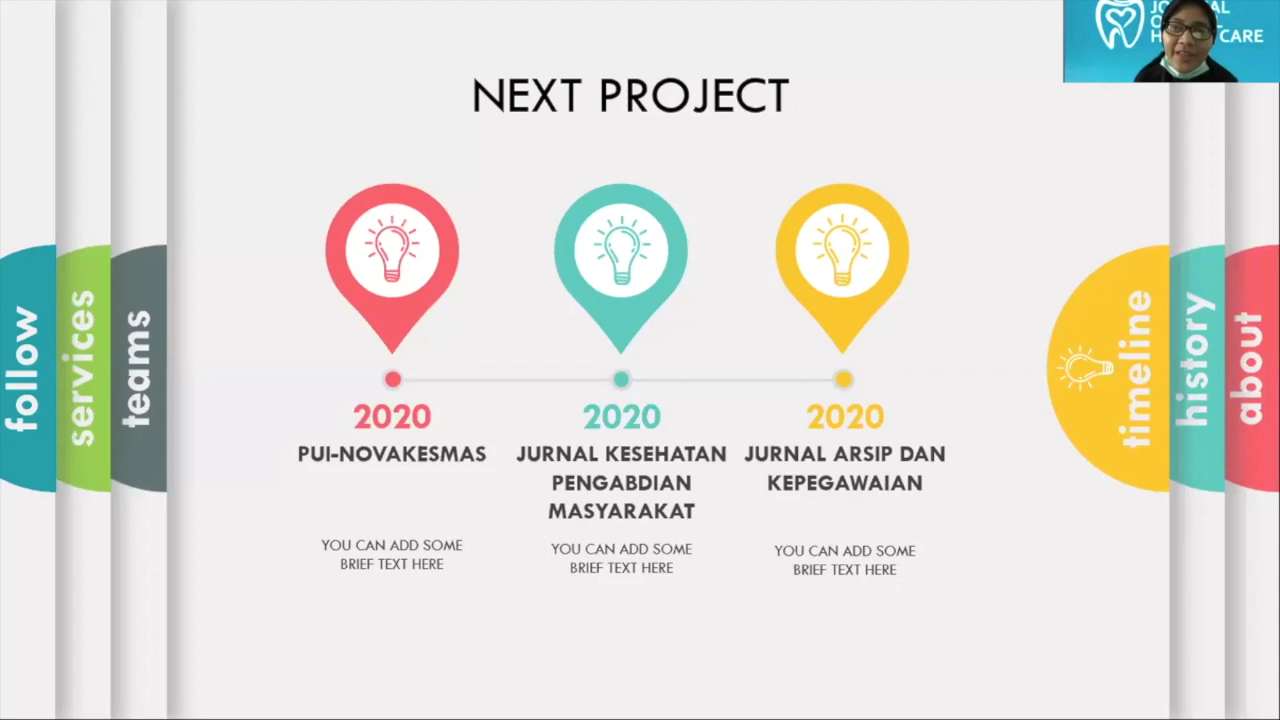 NEXT PROJECT
CARE
2020
PUI-NOVAKESMAS
YOU CAN ADD SOME
BRIEF TEXT HERE
2020
JURNAL KESEHATAN
PENGABDIAN
MASYARAKAT
YOU CAN ADD SOME
BRIEF TEXT HERE
2020
JURNAL ARSIP DAN
KEPEGAWAIAN
YOU CAN ADD SOME
BRIEF TEXT HERE
follow
services
teams
timeline
history
about